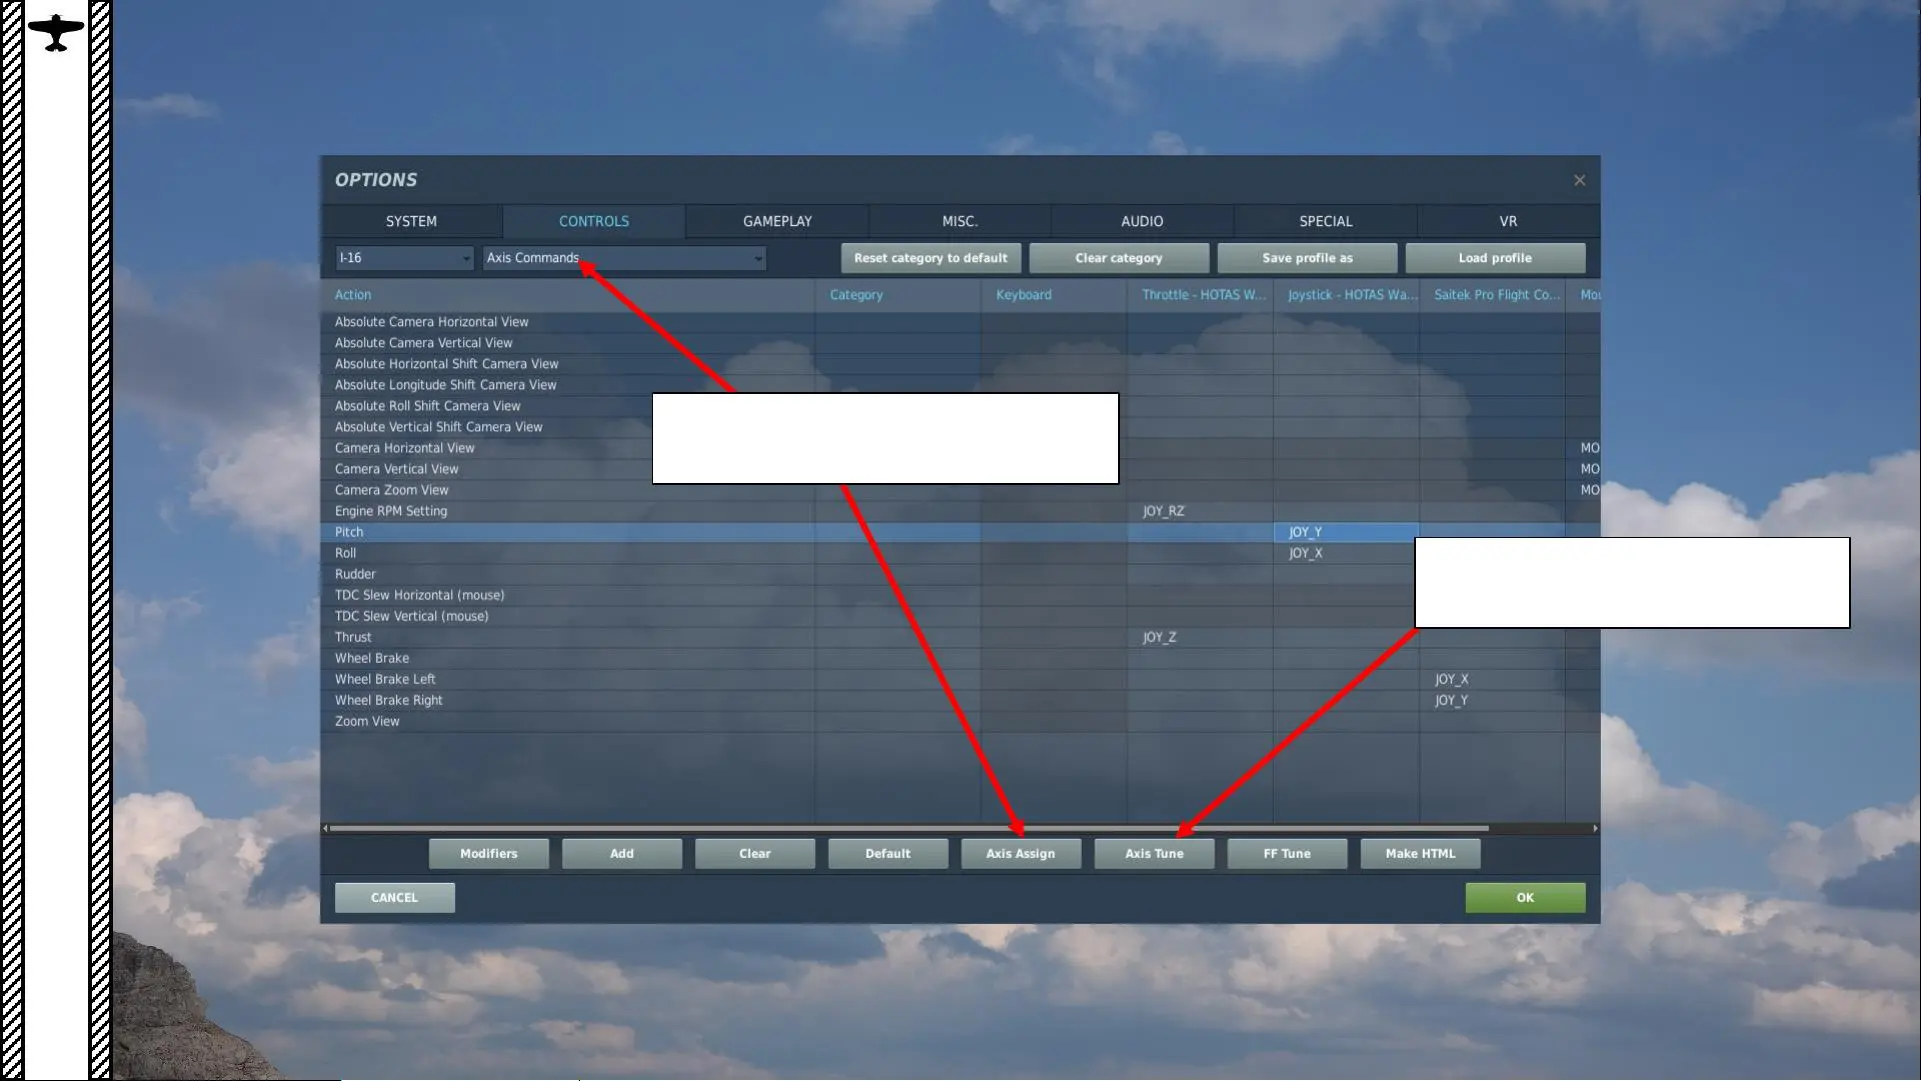 OPTIONS
SYSTEM CONTROLS GAMEPLAY MISC. AUDIO SPECIAL VR
I-16 Axis Commands Reset category to default Clear category Save profile as Load profile
Action Category Keyboard Throttle - HOTAS W... Joystick - HOTAS Wa... Saitek Pro Flight Co... Mou
Absolute Camera Horizontal View
Absolute Camera Vertical View
Absolute Horizontal Shift Camera View
Absolute Longitude Shift Camera View
Absolute Roll Shift Camera View
Absolute Vertical Shift Camera View
Camera Horizontal View MO
Camera Vertical View MO
Camera Zoom View MO
Engine RPM Setting JOY_RZ
Pitch JOY_Y
Roll JOY_X
Rudder
TDC Slew Horizontal (mouse)
TDC Slew Vertical (mouse)
Thrust JOY_Z
Wheel Brake
Wheel Brake Left JOY_X
Wheel Brake Right JOY_Y
Zoom View
Modifiers Add Clear Default Axis Assign Axis Tune FF Tune Make HTML
CANCEL OK